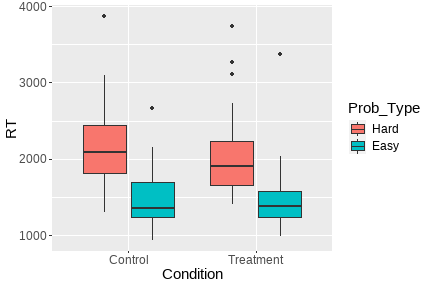 4000
3000
2000
1000
RT
Control
Treatment
Condition
Prob_Type
Hard
Easy